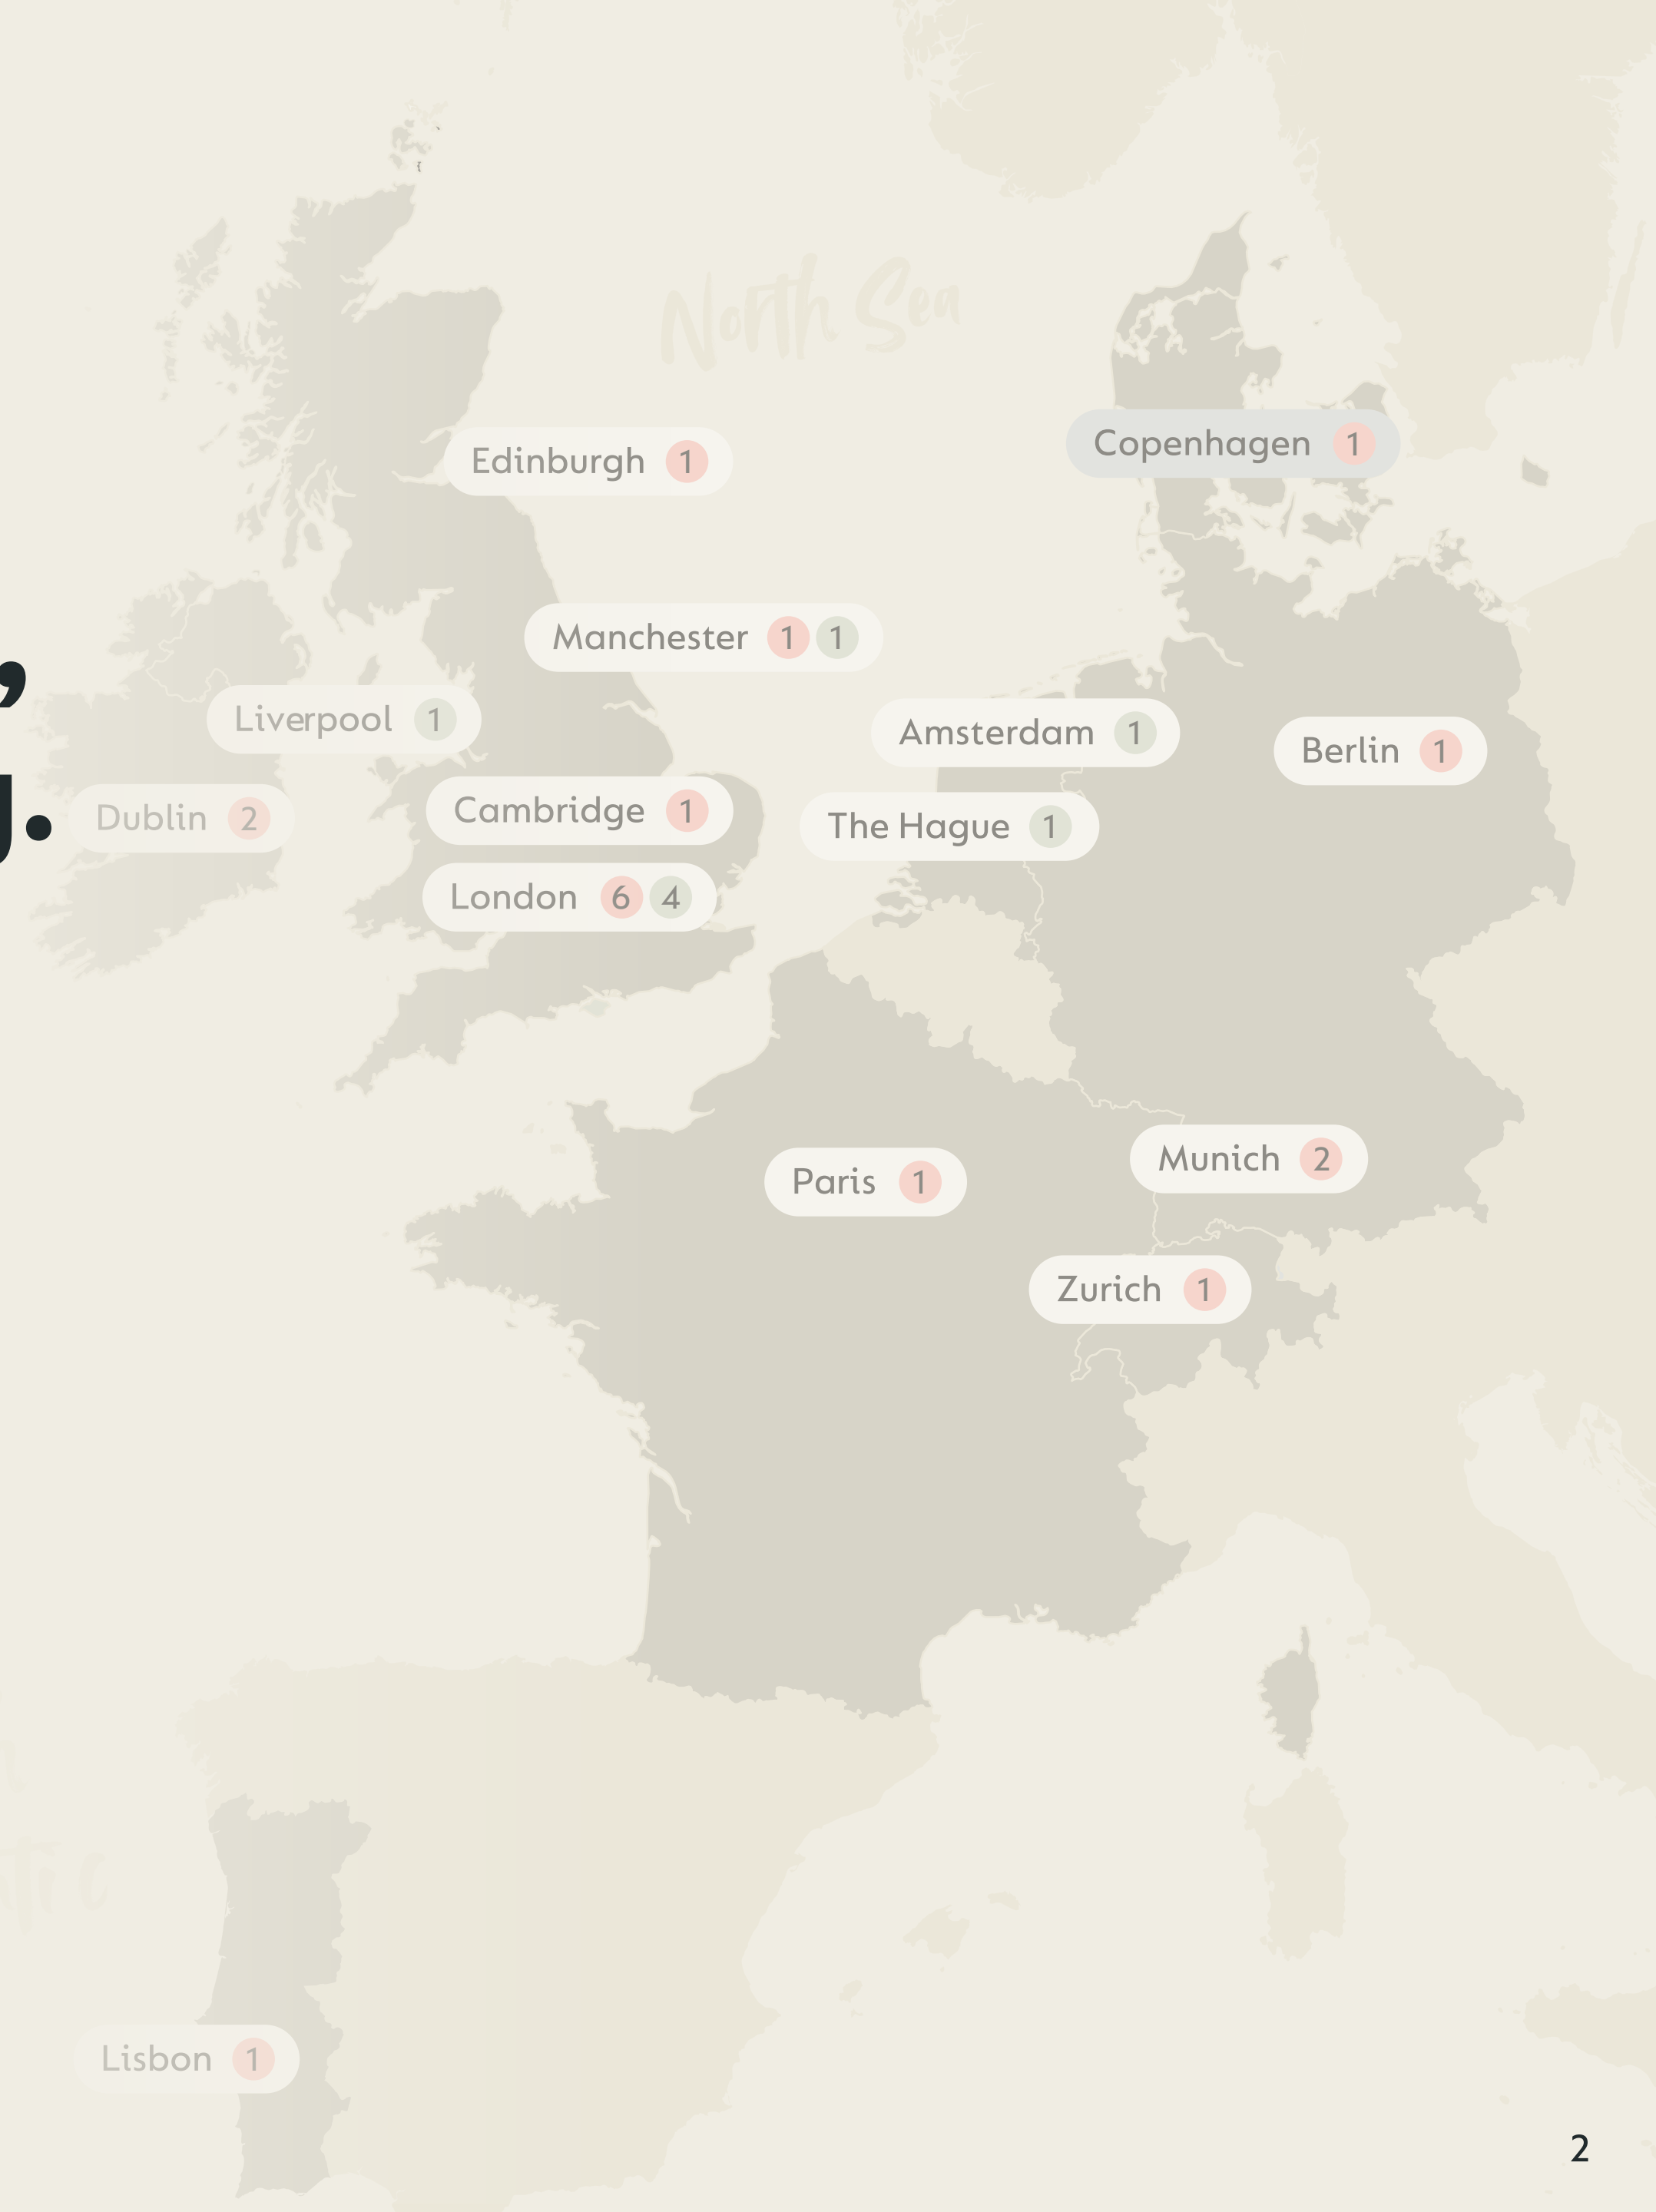 North Sea
Copenhagen 1
Edinburgh 1
Manchester 1 1
Liverpool 1
Amsterdam 1
Berlin 1
Dublin 2
Cambridge 1
The Hague 1
London 6 4
Munich 2
Paris 1
Zurich 1
Lisbon 1
2